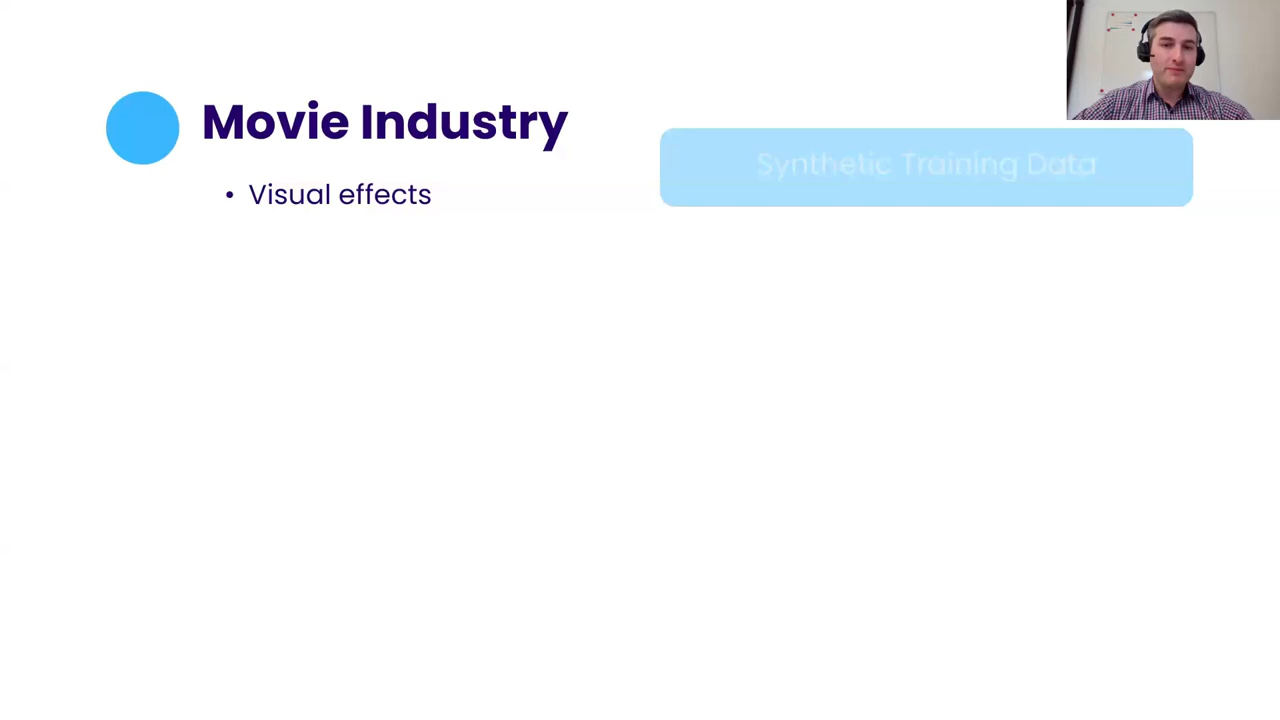 Movie Industry
• Visual effects
Synthetic Training Data